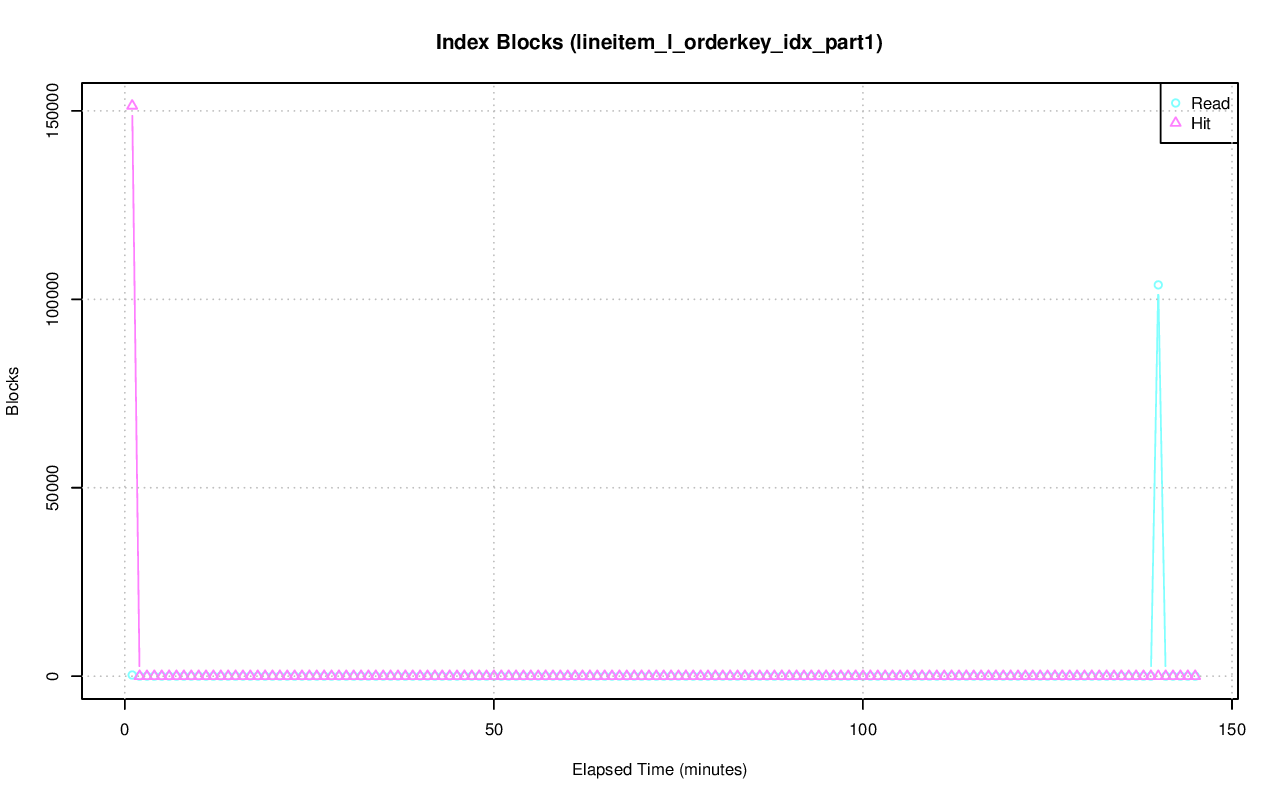 Index Blocks (lineitem_l_orderkey_idx_part1)
Read
Hit
Blocks
150000
100000
50000
0
0 50 100 150
Elapsed Time (minutes)